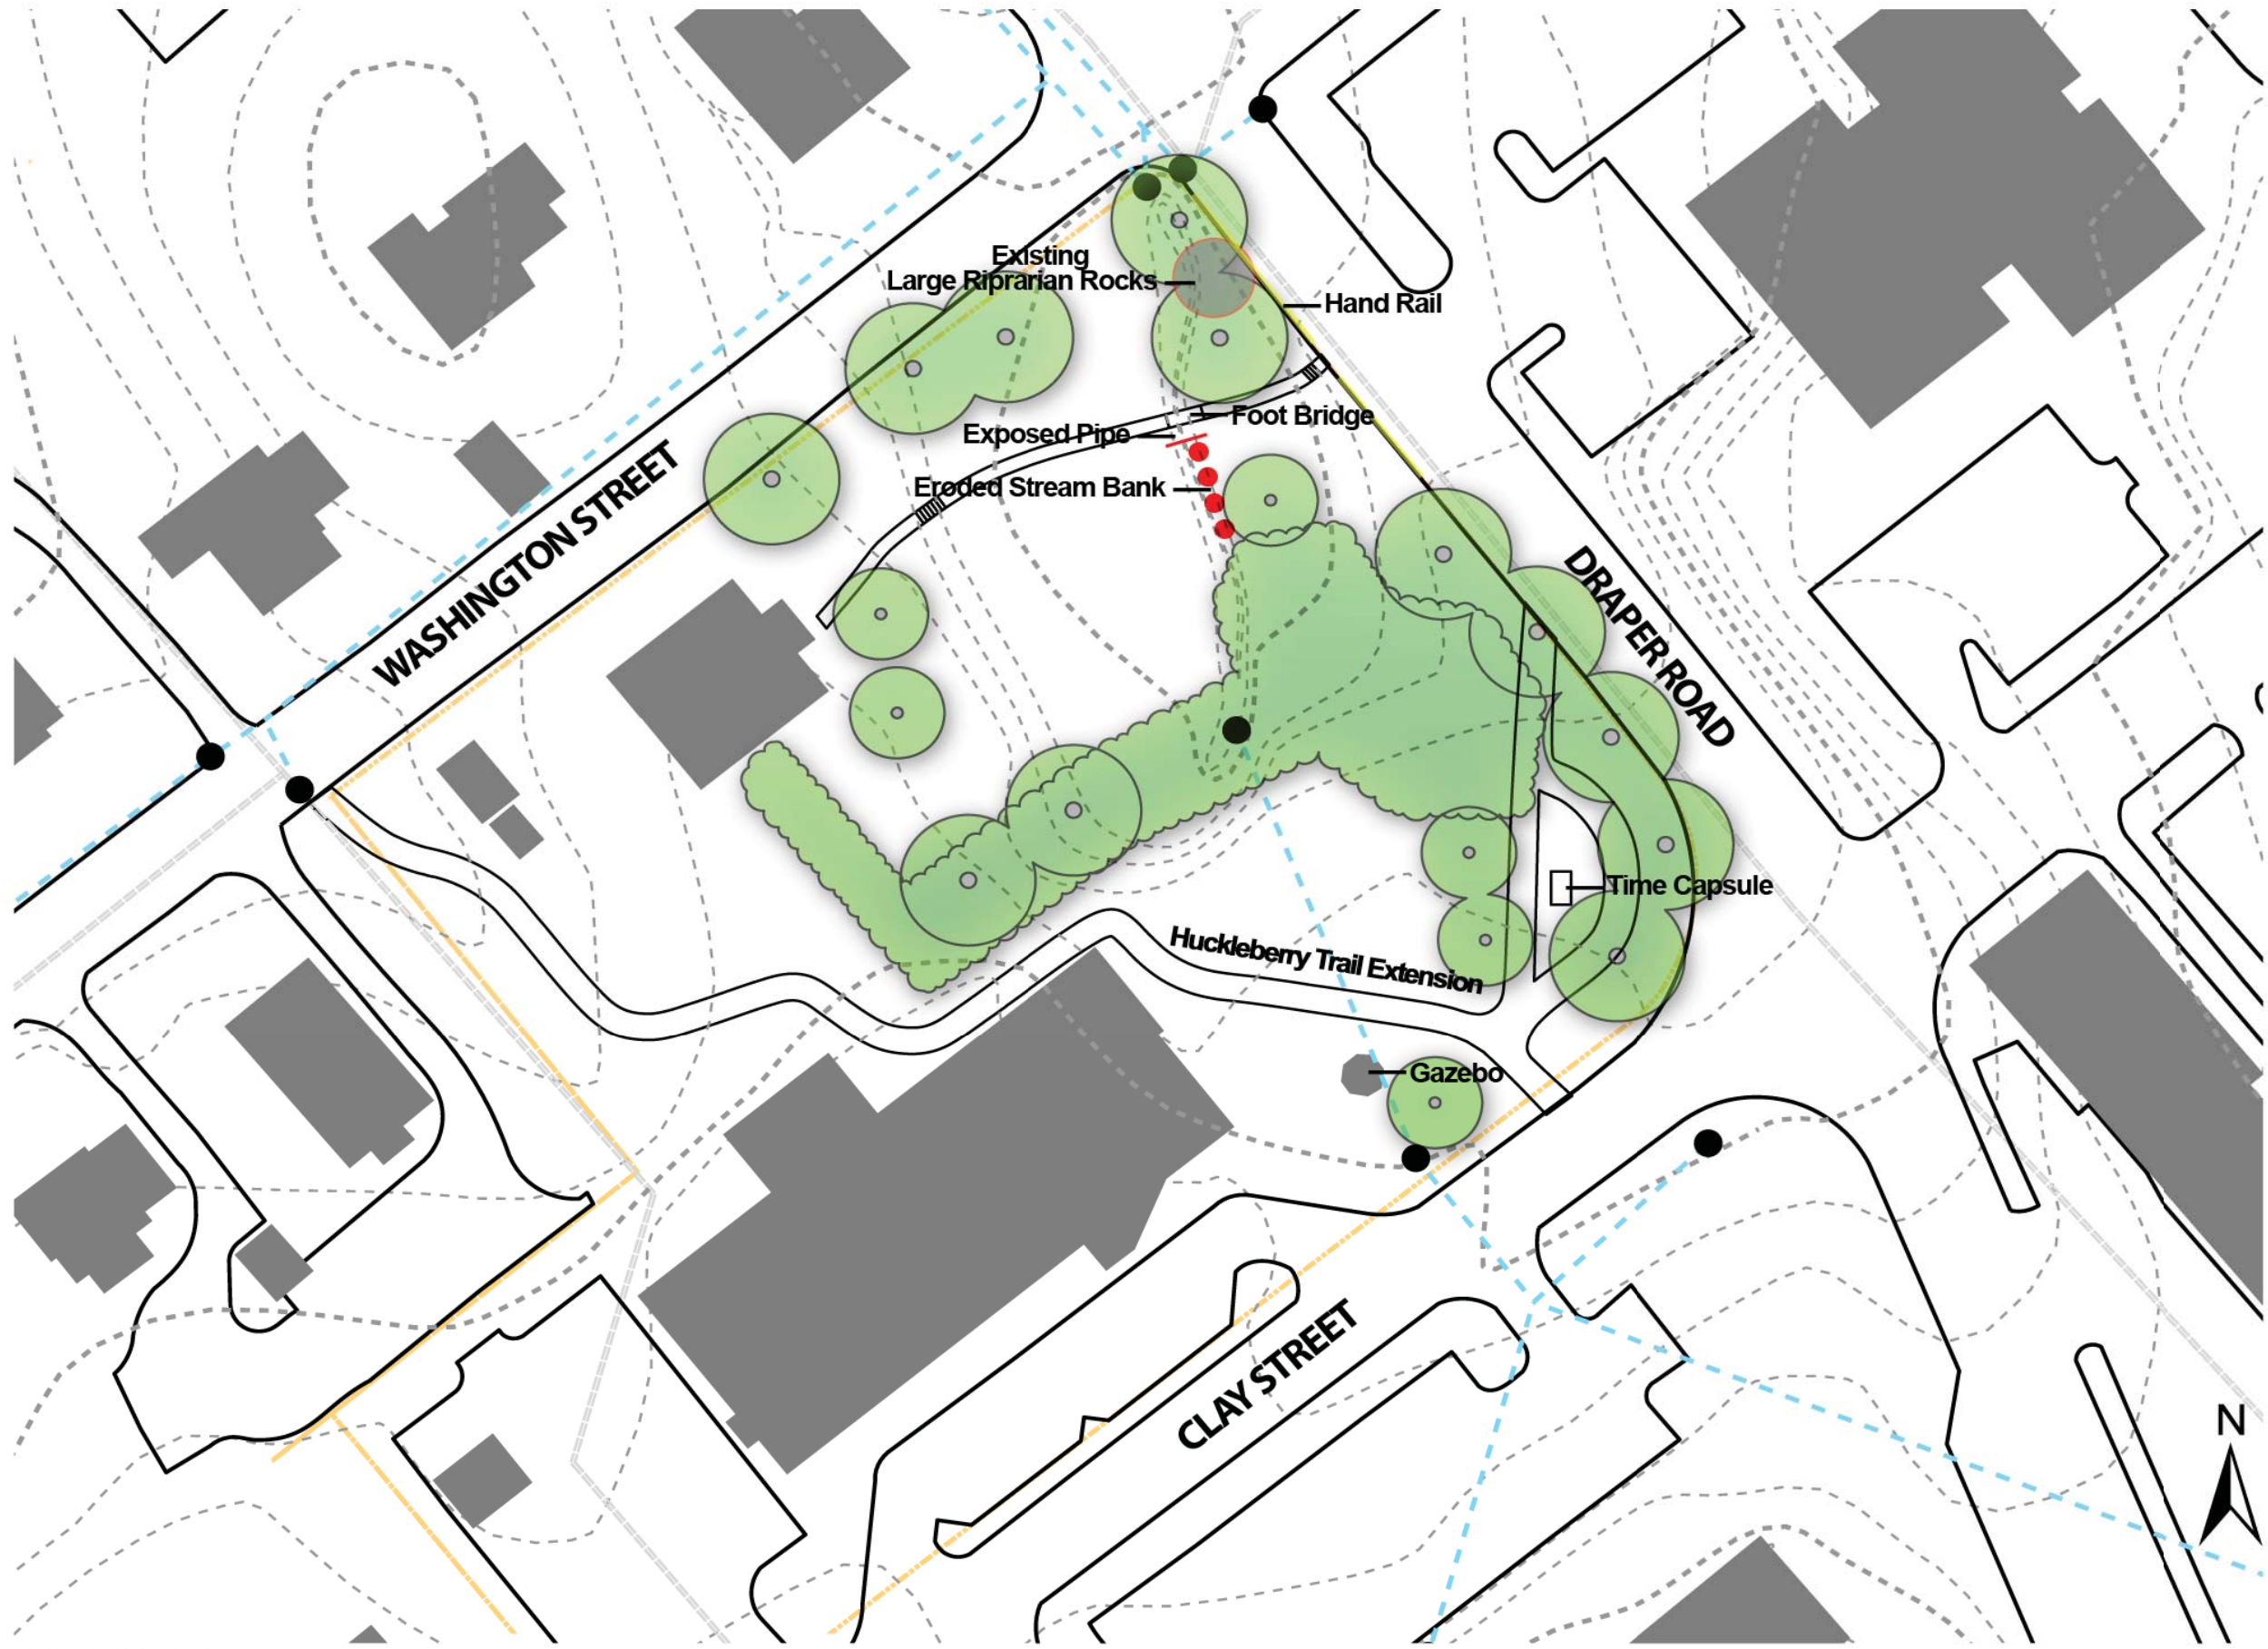 Existing
Large Riprarian Rocks
Hand Rail
Foot Bridge
Exposed Pipe
Eroded Stream Bank
WASHINGTON STREET
DRAPER ROAD
Time Capsule
Huckleberry Trail Extension
Gazebo
CLAY STREET
N